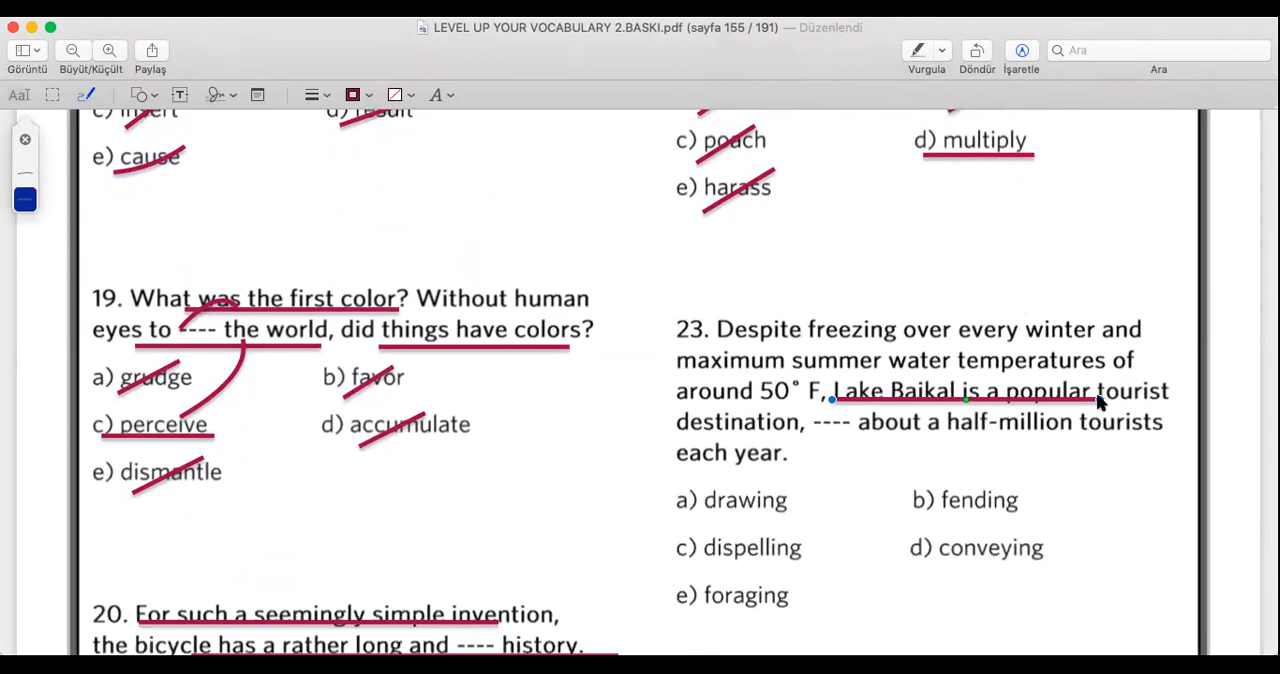 LEVEL UP YOUR VOCABULARY 2.BASKI.pdf (sayfa 155 / 191) — Düzenlendi
Görüntü
Büyüt/Küçült
Paylaş
Vurgula
Döndür
İşaretle
Ara
Ara
c) insert
d) result
e) cause
19. What was the first color? Without human
eyes to ---- the world, did things have colors?
a) grudge
b) favor
c) perceive
d) accumulate
e) dismantle
20. For such a seemingly simple invention,
the bicycle has a rather long and ---- history.
c) poach
d) multiply
e) harass
23. Despite freezing over every winter and
maximum summer water temperatures of
around 50° F, Lake Baikal is a popular tourist
destination, ---- about a half-million tourists
each year.
a) drawing
b) fending
c) dispelling
d) conveying
e) foraging